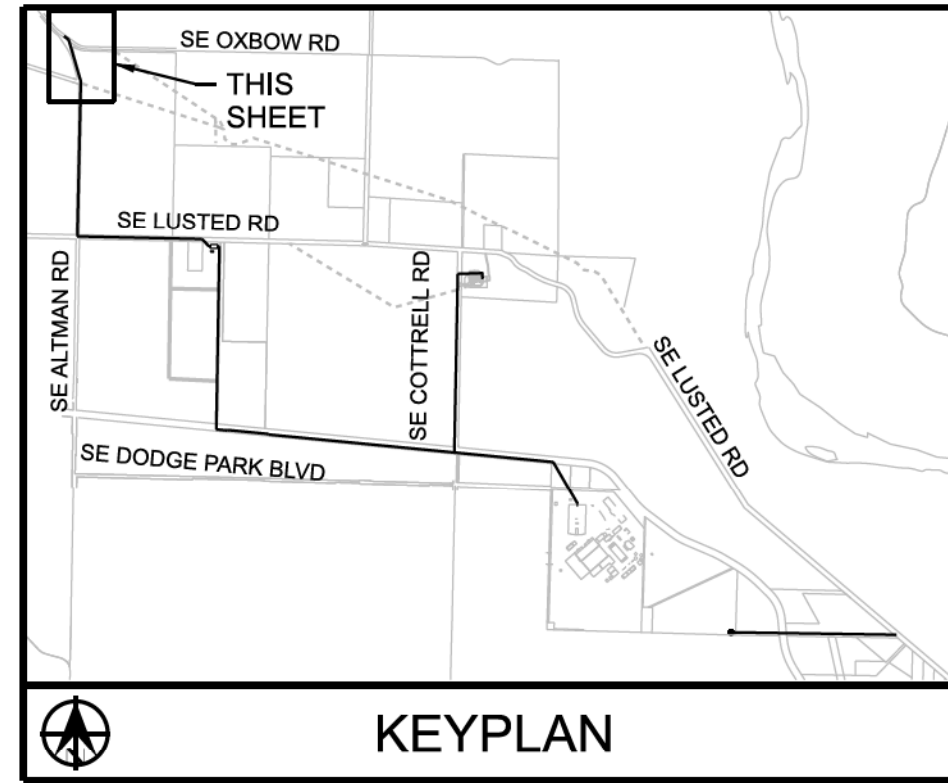 SE OXBOW RD
THIS
SHEET
SE LUSTED RD
SE ALTMAN RD
SE COTTRELL RD
SE LUSTED RD
SE DODGE PARK BLVD
N
KEYPLAN